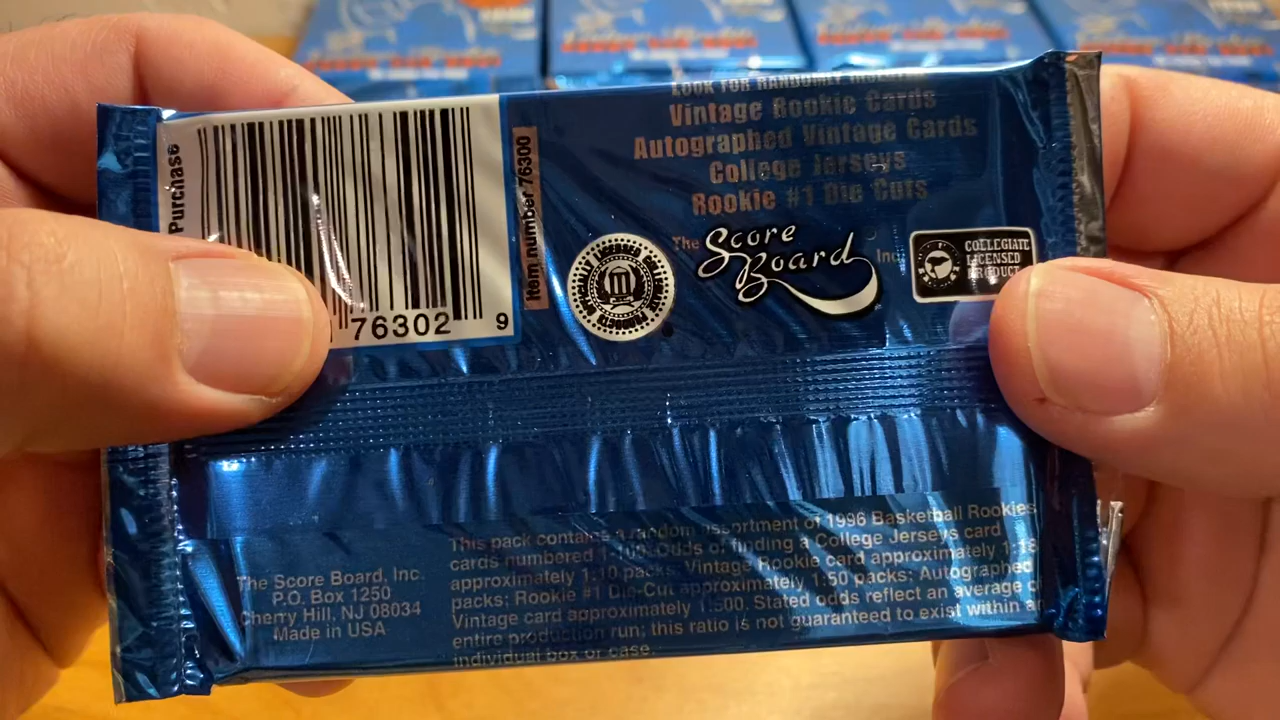 Purchase
76302 9
Item number 76300
LOOK FOR RANDOMLY
Vintage Rookie Cards
Autographed Vintage Cards
College Jerseys
Rookie #1 Die Cuts
The Score Board Inc
COLLEGIATE
LICENSED
PRODUCT
This pack contains a random assortment of 1996 Basketball Rookies
cards numbered 1-100. Odds of finding a College Jerseys card
approximately 1:10 packs; Vintage Rookie card approximately 1:18
packs; Rookie #1 Die-Cut approximately 1:50 packs; Autographed
Vintage card approximately 1:500. Stated odds reflect an average of
entire production run; this ratio is not guaranteed to exist within an
individual box or case.
The Score Board, Inc.
P.O. Box 1250
Cherry Hill, NJ 08034
Made in USA